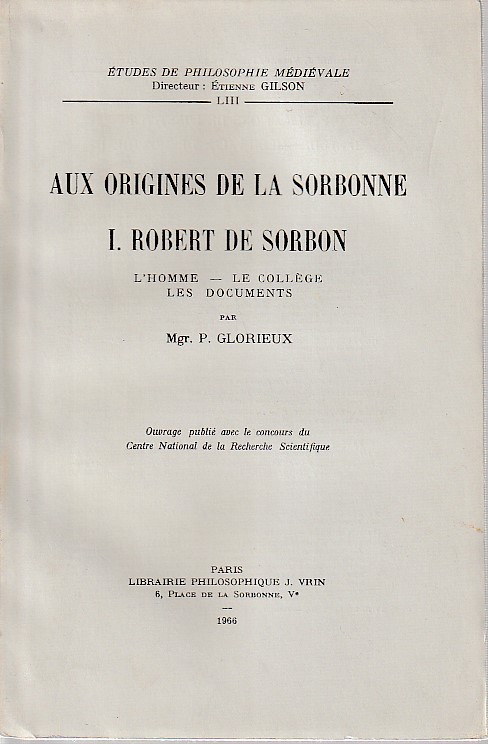 ÉTUDES DE PHILOSOPHIE MÉDIÉVALE
Directeur : ÉTIENNE GILSON
LIII
AUX ORIGINES DE LA SORBONNE
I. ROBERT DE SORBON
L'HOMME — LE COLLÈGE
LES DOCUMENTS
PAR
Mgr. P. GLORIEUX
Ouvrage publié avec le concours du
Centre National de la Recherche Scientifique
PARIS
LIBRAIRIE PHILOSOPHIQUE J. VRIN
6, PLACE DE LA SORBONNE, Vᵉ
—
1966